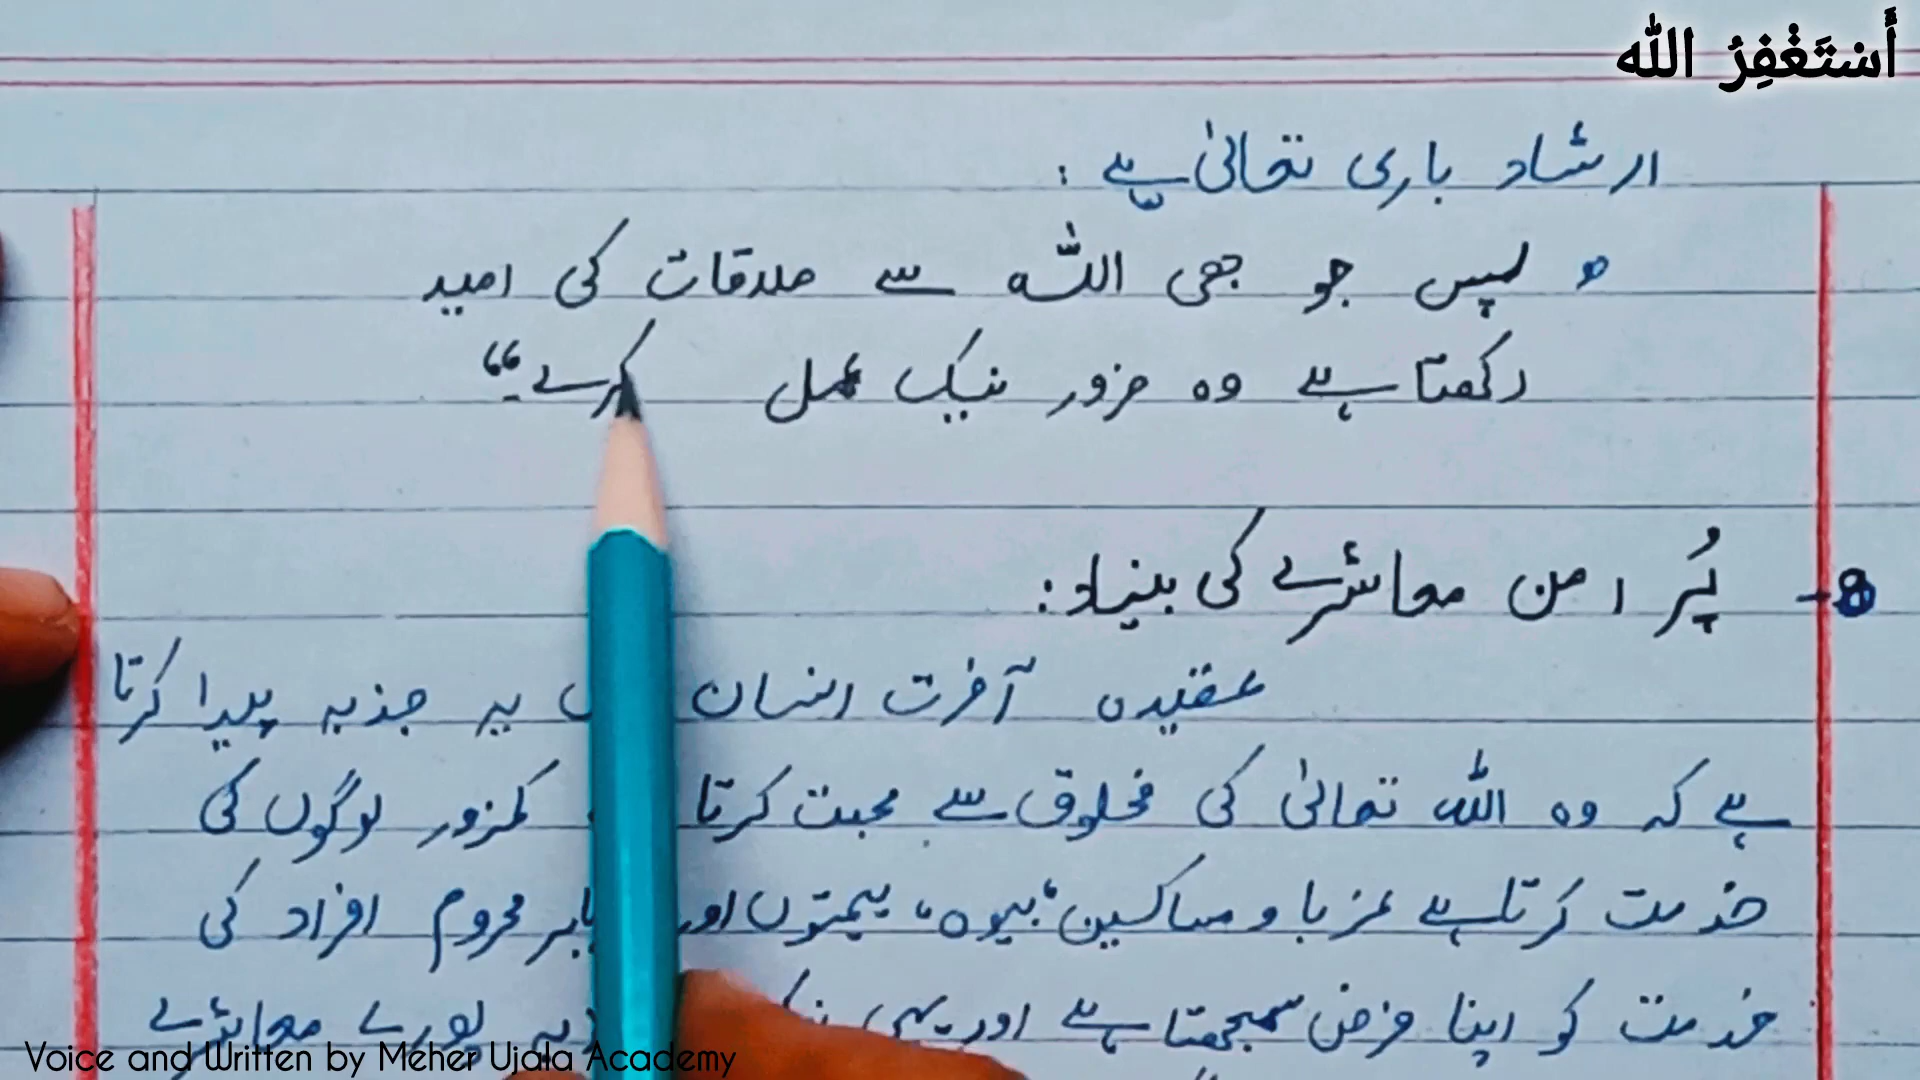 أَسْتَغْفِرُ اللہ
ارشاد باری تعالیٰ ہے :
" پس جو بھی اللہ سے ملاقات کی امید
رکھتا ہے وہ ضرور نیک عمل کرے۔"
8- پُر امن معاشرے کی بنیاد:
عقیدہ آخرت انسان یہ جذبہ پیدا کرتا
ہے کہ وہ اللہ تعالیٰ کی مخلوق سے محبت کرتا کمزور لوگوں کی
خدمت کرتا ہے غربا و مساکین، بیوہ، یتیموں اور محروم افراد کی
خدمت کو اپنا فرض سمجھتا ہے اور یہی پورے معاشرے
Voice and Written by Meher Ujala Academy